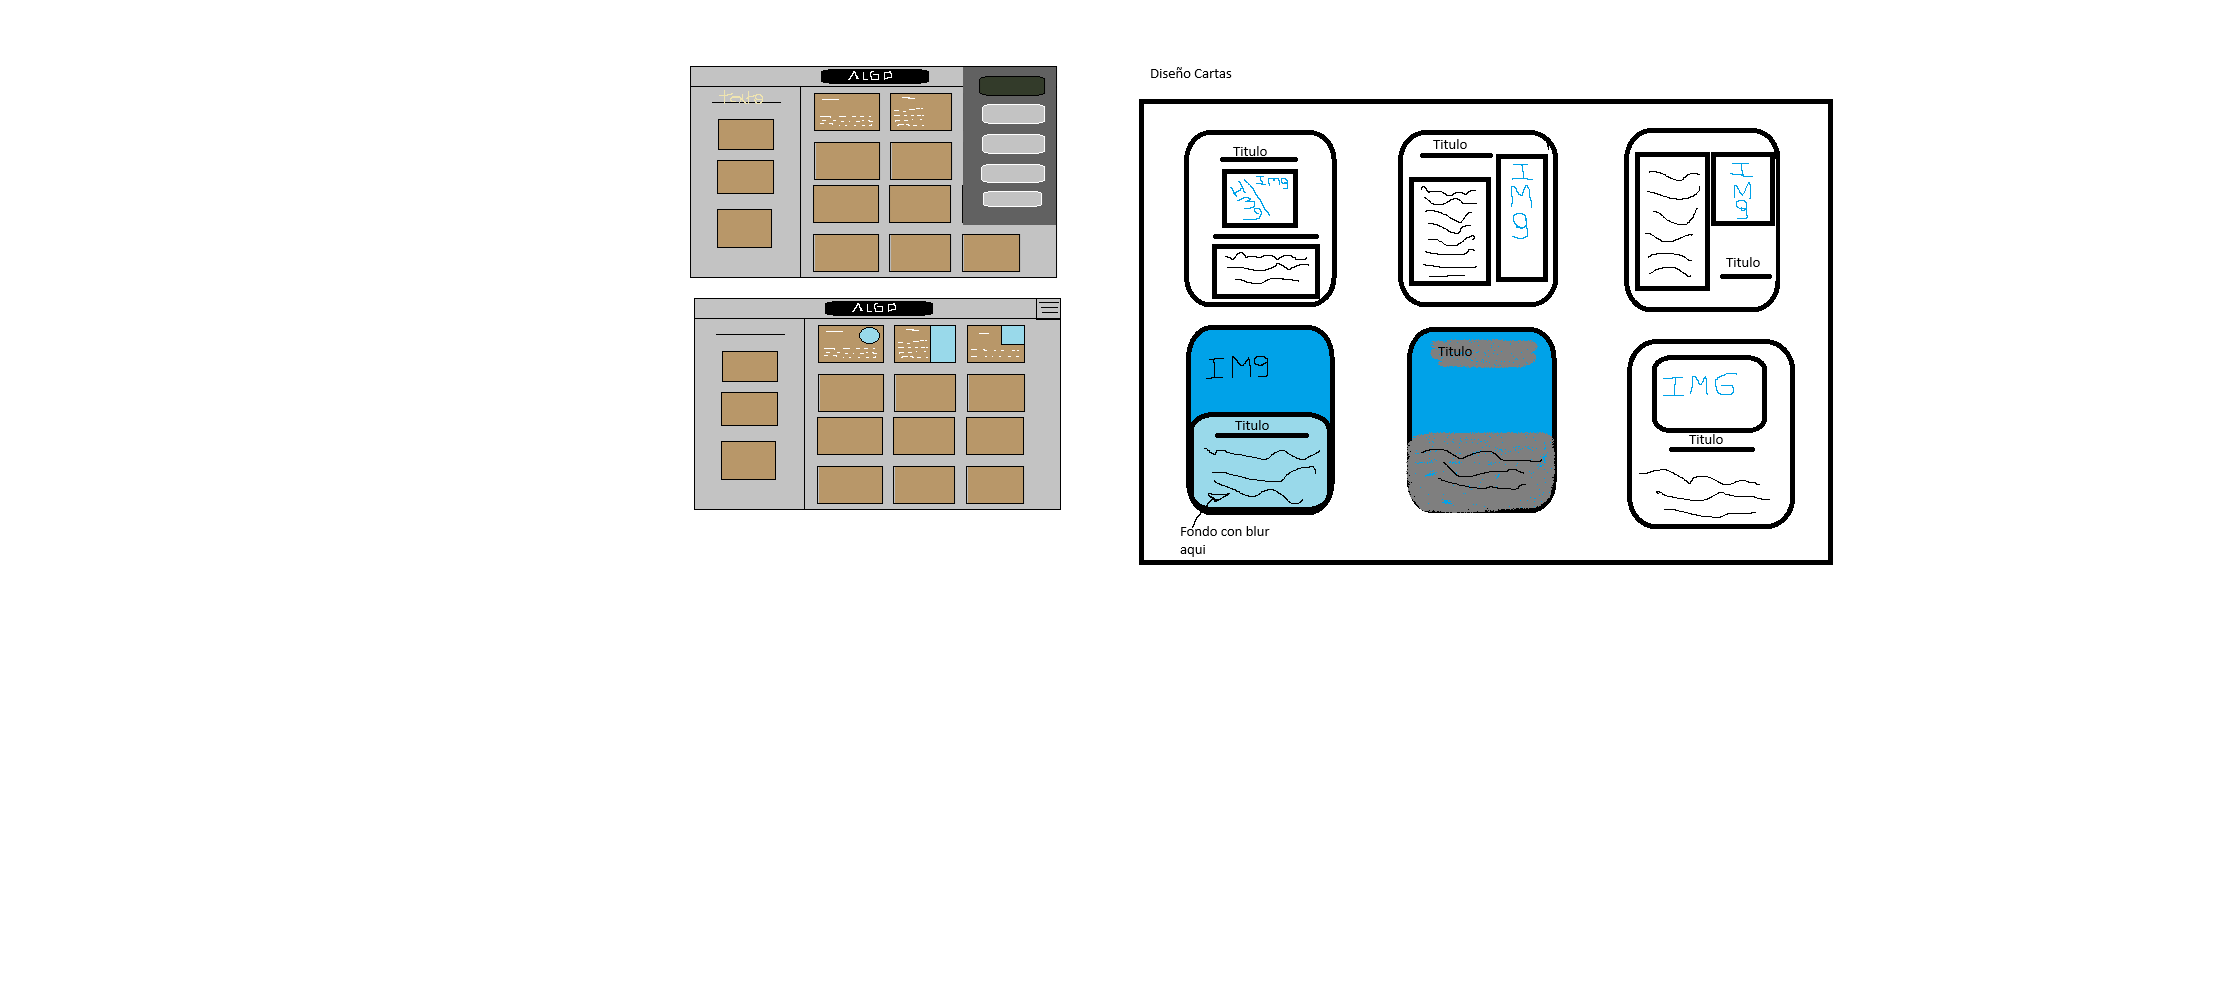 ALGO
Texto
ALGO
Diseño Cartas
Titulo
Img
Img
Titulo
IMg
IMg
Titulo
IMg
Titulo
Fondo con blur
aqui
Titulo
IMG
Titulo